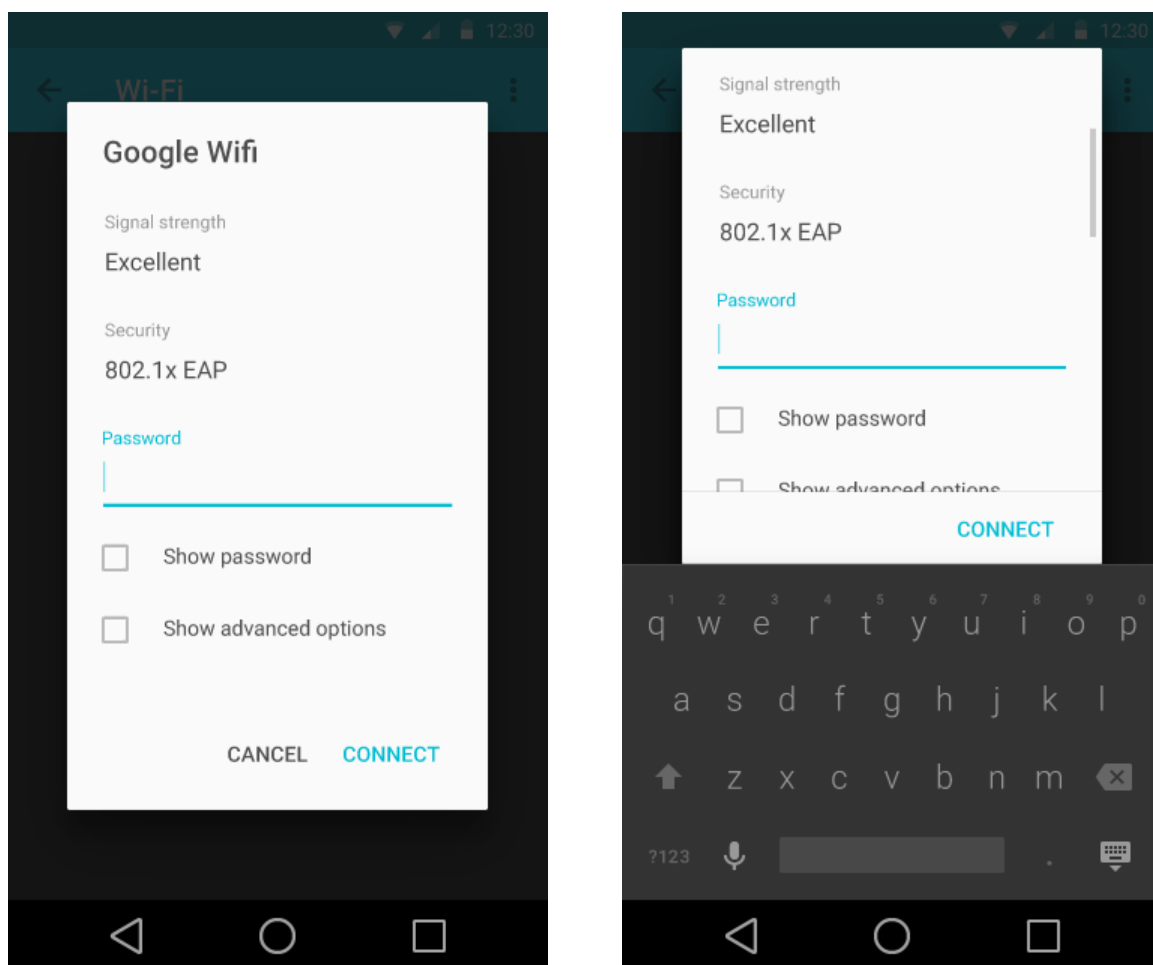 12:30
Wi-Fi
Google Wifi
Signal strength
Excellent
Security
802.1x EAP
Password
Show password
Show advanced options
CANCEL CONNECT
12:30
Signal strength
Excellent
Security
802.1x EAP
Password
Show password
Show advanced options
CONNECT
1 2 3 4 5 6 7 8 9 0
q w e r t y u i o p
a s d f g h j k l
z x c v b n m
?123 .